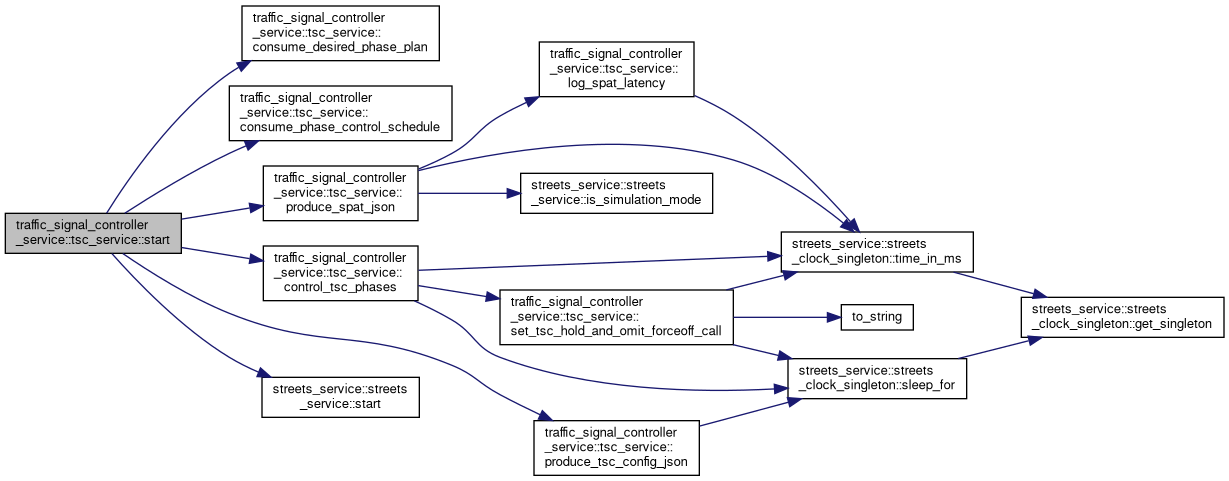 traffic_signal_controller
_service::tsc_service::start
traffic_signal_controller
_service::tsc_service::
consume_desired_phase_plan
traffic_signal_controller
_service::tsc_service::
consume_phase_control_schedule
traffic_signal_controller
_service::tsc_service::
produce_spat_json
traffic_signal_controller
_service::tsc_service::
control_tsc_phases
streets_service::streets
_service::start
traffic_signal_controller
_service::tsc_service::
log_spat_latency
streets_service::streets
_service::is_simulation_mode
traffic_signal_controller
_service::tsc_service::
set_tsc_hold_and_omit_forceoff_call
traffic_signal_controller
_service::tsc_service::
produce_tsc_config_json
streets_service::streets
_clock_singleton::time_in_ms
to_string
streets_service::streets
_clock_singleton::sleep_for
streets_service::streets
_clock_singleton::get_singleton